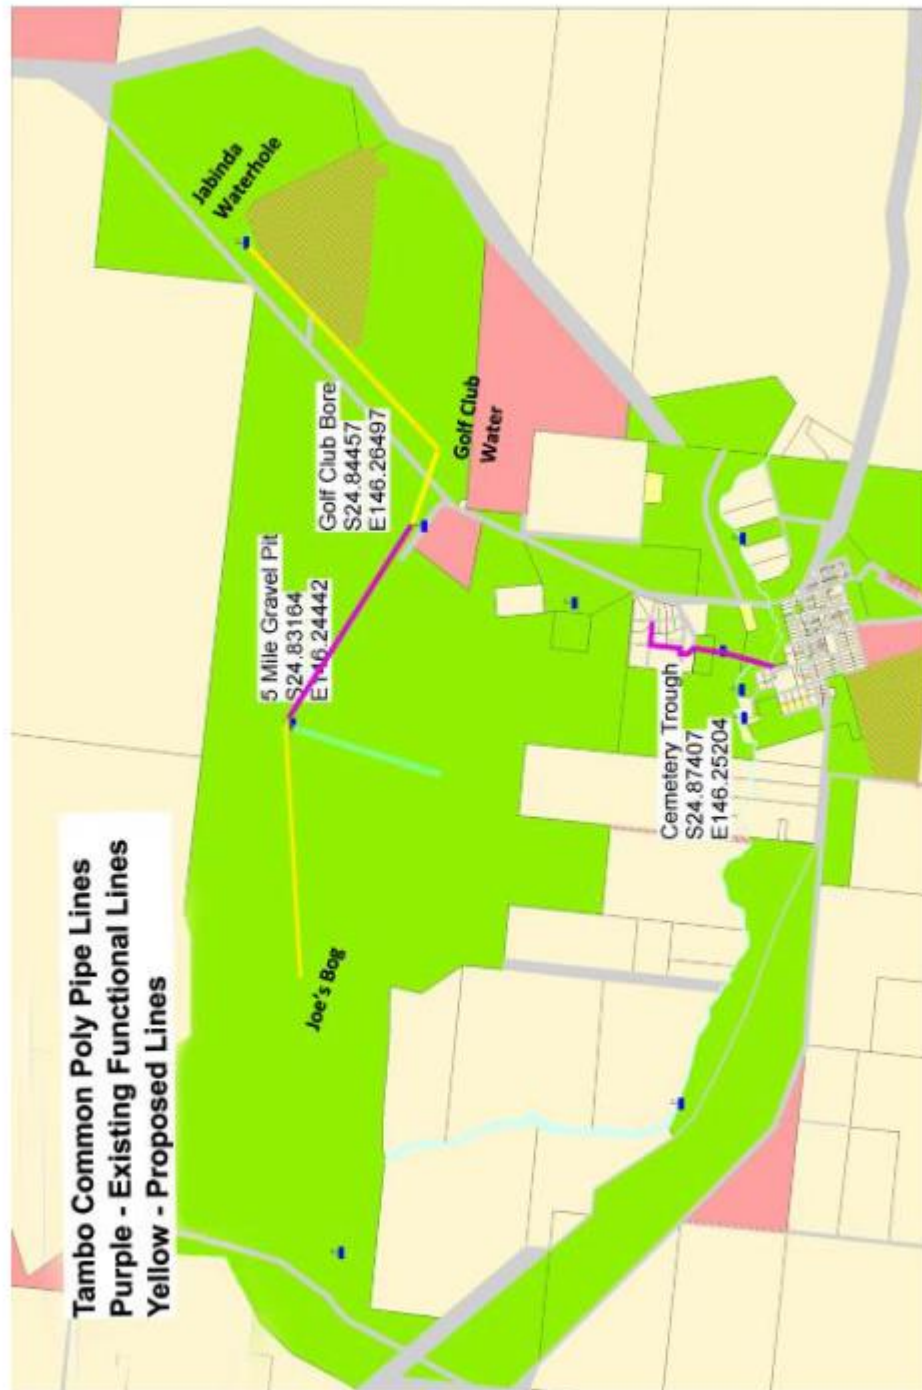 Tambo Common Poly Pipe Lines
Purple - Existing Functional Lines
Yellow - Proposed Lines
Joe's Bog
5 Mile Gravel Pit
S24.83164
E146.24442
Golf Club Bore
S24.84457
E146.26497
Jabinda
Waterhole
Golf Club
Water
Cemetery Trough
S24.87407
E146.25204